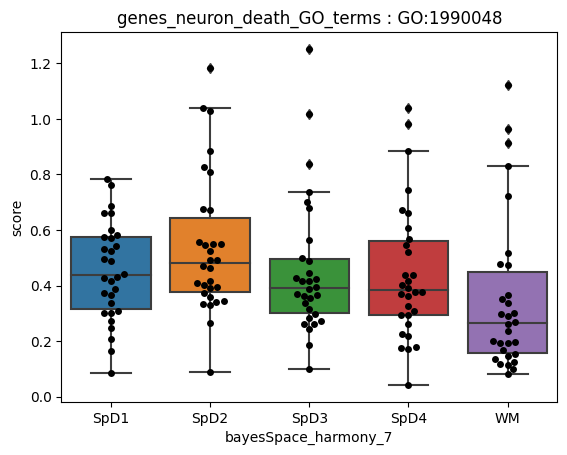 genes_neuron_death_GO_terms : GO:1990048
score
1.2
1.0
0.8
0.6
0.4
0.2
0.0
SpD1 SpD2 SpD3 SpD4 WM
bayesSpace_harmony_7